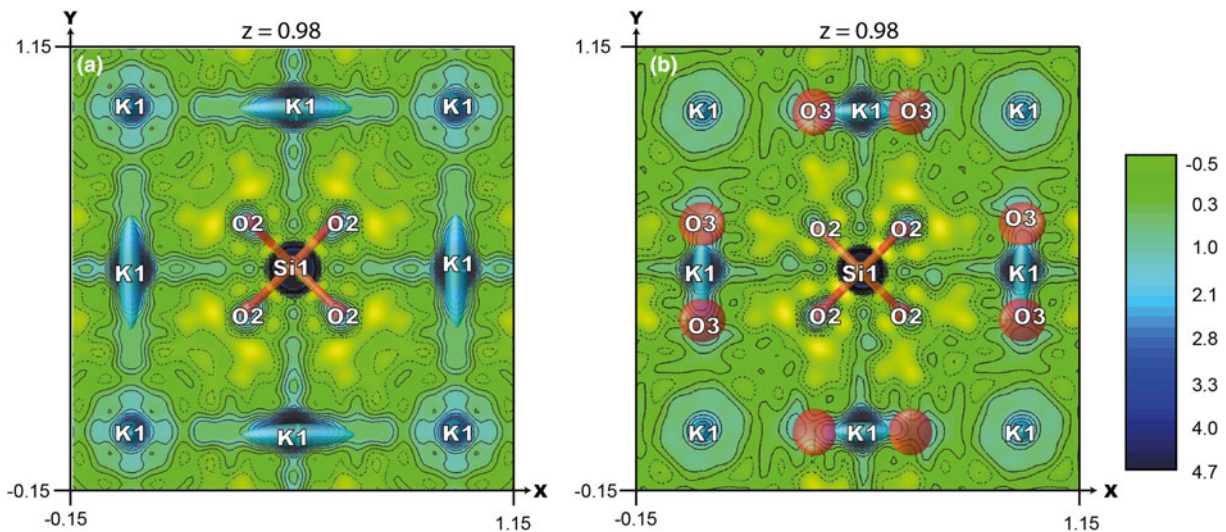 Y
z = 0.98
1.15
(a)
K1 K1 K1
O2 O2
K1 Si1 K1
O2 O2
K1 K1 K1
-0.15
X
-0.15 1.15
Y
z = 0.98
1.15
(b)
K1 O3 K1 O3 K1
O3 O3
O2 O2
K1 Si1 K1
O2 O2
O3 O3
K1 K1 K1
-0.15
X
-0.15 1.15
-0.5
0.3
1.0
2.1
2.8
3.3
4.0
4.7